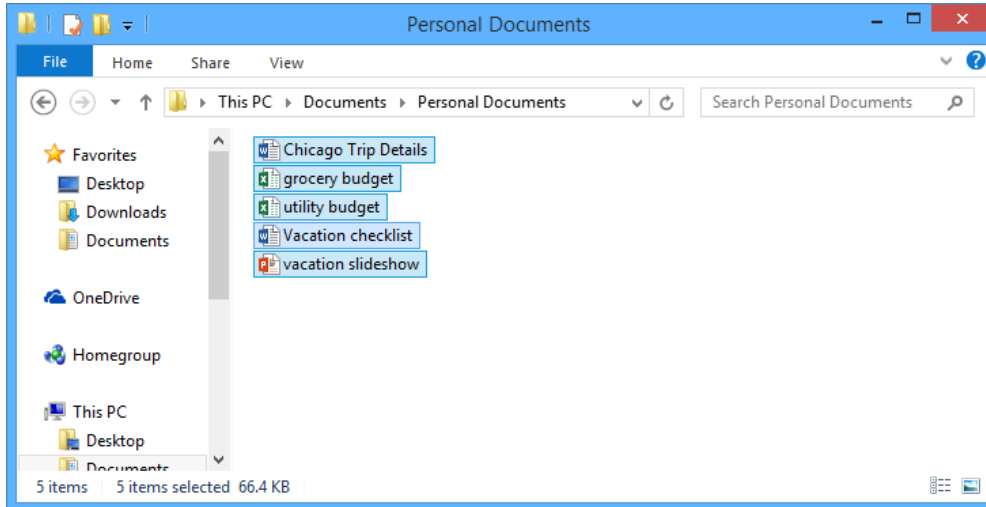 Personal Documents
File Home Share View
This PC Documents Personal Documents Search Personal Documents
Favorites
Desktop
Downloads
Documents
OneDrive
Homegroup
This PC
Desktop
Documents
Chicago Trip Details
grocery budget
utility budget
Vacation checklist
vacation slideshow
5 items 5 items selected 66.4 KB